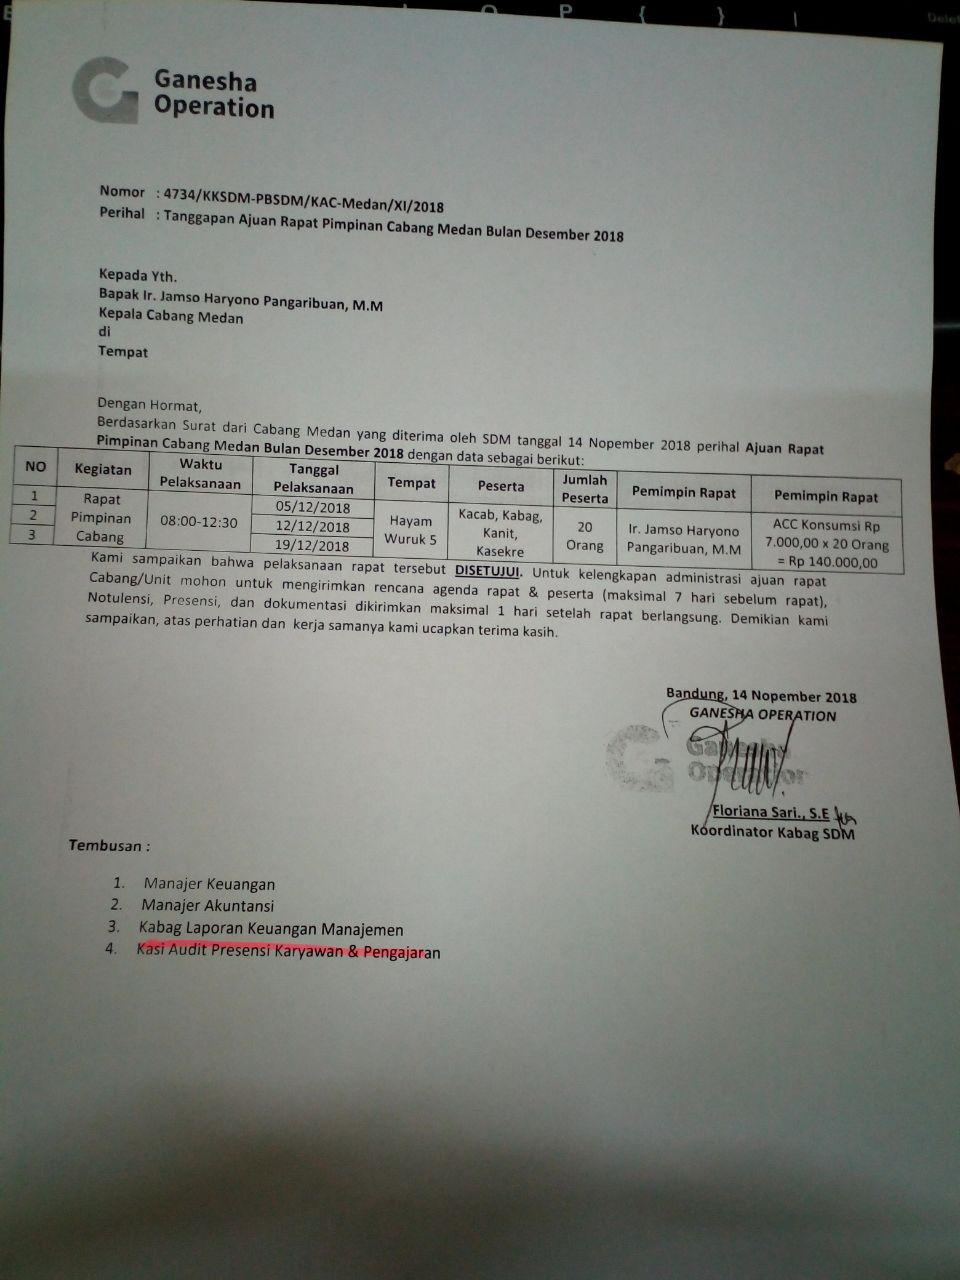 Ganesha
Operation
Nomor : 4734/KKSDM-PBSDM/KAC-Medan/XI/2018
Perihal : Tanggapan Ajuan Rapat Pimpinan Cabang Medan Bulan Desember 2018
Kepada Yth.
Bapak Ir. Jamso Haryono Pangaribuan, M.M
Kepala Cabang Medan
di
Tempat
Dengan Hormat,
Berdasarkan Surat dari Cabang Medan yang diterima oleh SDM tanggal 14 Nopember 2018 perihal Ajuan Rapat
Pimpinan Cabang Medan Bulan Desember 2018 dengan data sebagai berikut:
NO Kegiatan Waktu Pelaksanaan Tanggal Pelaksanaan Tempat Peserta Jumlah Peserta Pemimpin Rapat Pemimpin Rapat
1 Rapat 05/12/2018 Kacab, Kabag, ACC Konsumsi Rp
2 Pimpinan 08:00-12:30 12/12/2018 Hayam Wuruk 5 Kanit, 20 Orang Ir. Jamso Haryono Pangaribuan, M.M 7.000,00 x 20 Orang
3 Cabang 19/12/2018 Kasekre = Rp 140.000,00
Kami sampaikan bahwa pelaksanaan rapat tersebut DISETUJUI. Untuk kelengkapan administrasi ajuan rapat
Cabang/Unit mohon untuk mengirimkan rencana agenda rapat & peserta (maksimal 7 hari sebelum rapat),
Notulensi, Presensi, dan dokumentasi dikirimkan maksimal 1 hari setelah rapat berlangsung. Demikian kami
sampaikan, atas perhatian dan kerja samanya kami ucapkan terima kasih.
Bandung, 14 Nopember 2018
GANESHA OPERATION
Ganesha
Operation
Floriana Sari., S.E
Koordinator Kabag SDM
Tembusan :
1. Manajer Keuangan
2. Manajer Akuntansi
3. Kabag Laporan Keuangan Manajemen
4. Kasi Audit Presensi Karyawan & Pengajaran